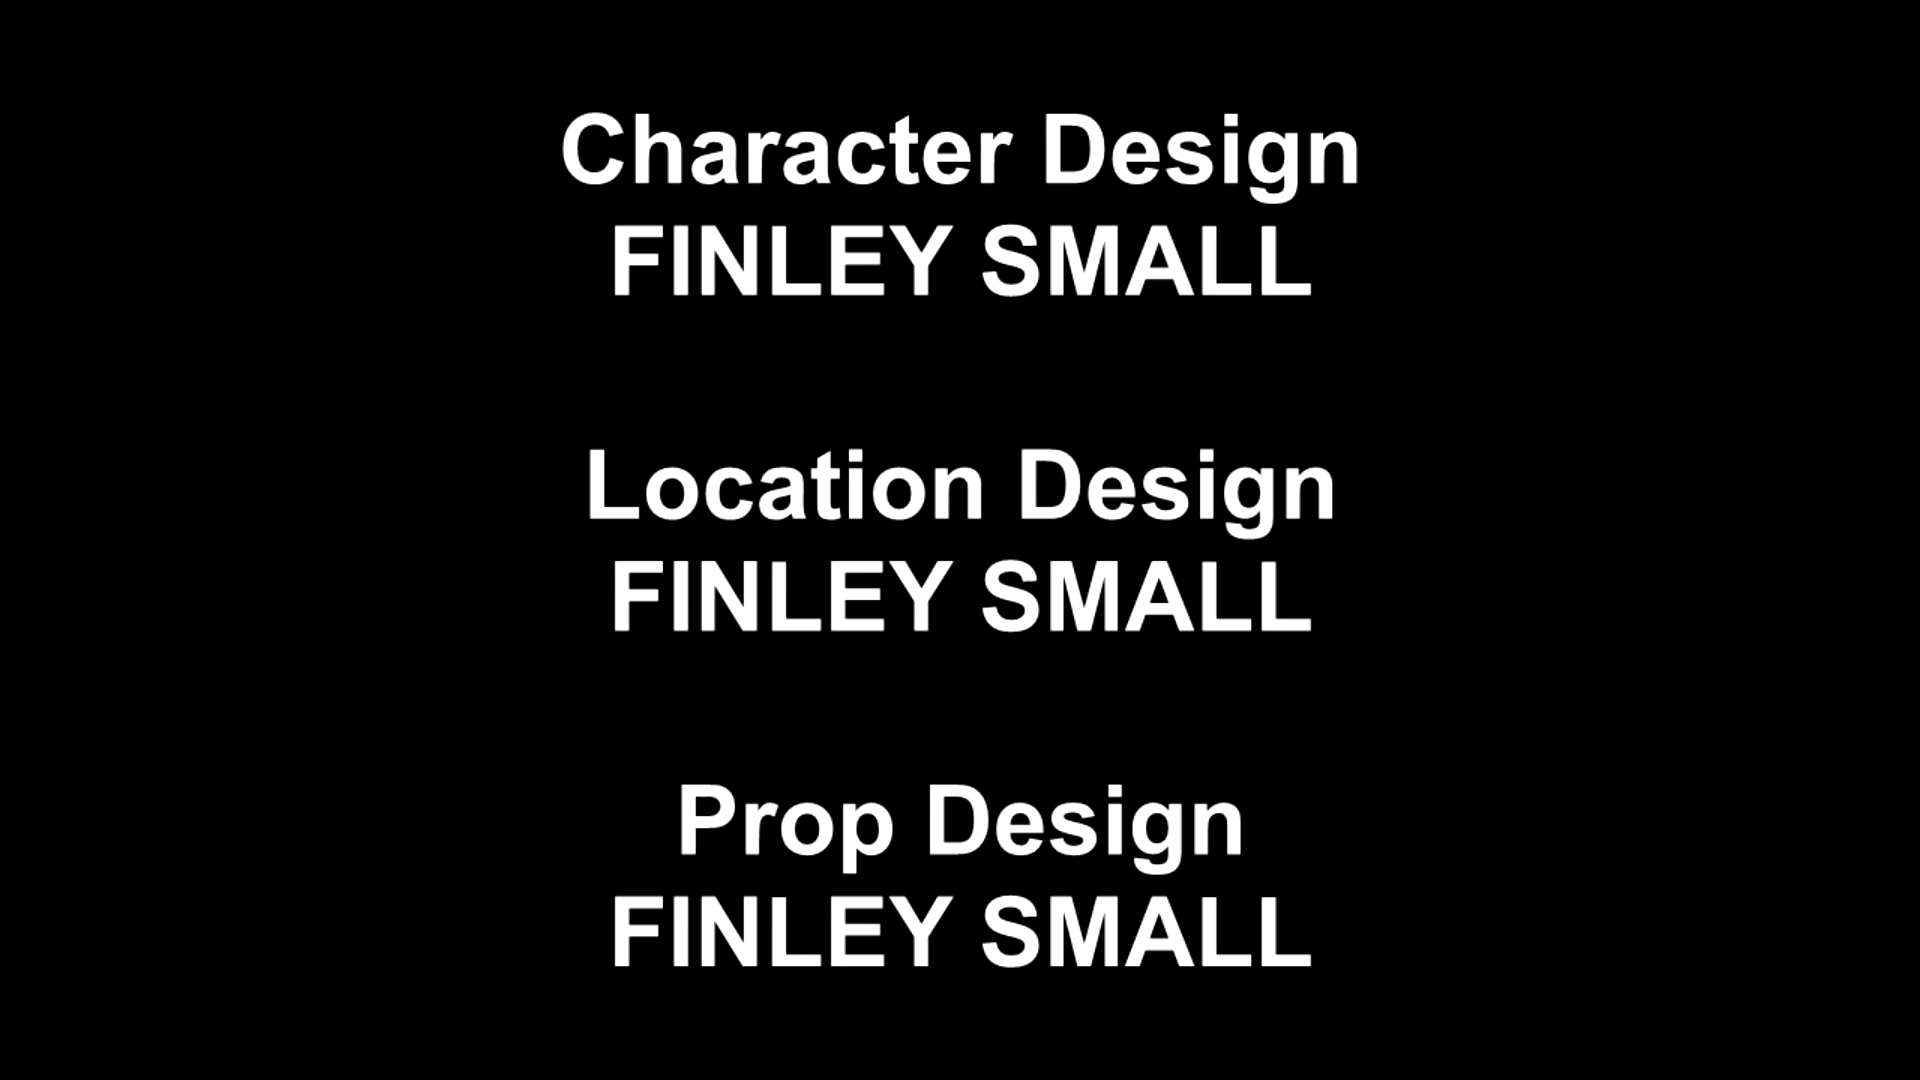 Character Design
FINLEY SMALL
Location Design
FINLEY SMALL
Prop Design
FINLEY SMALL